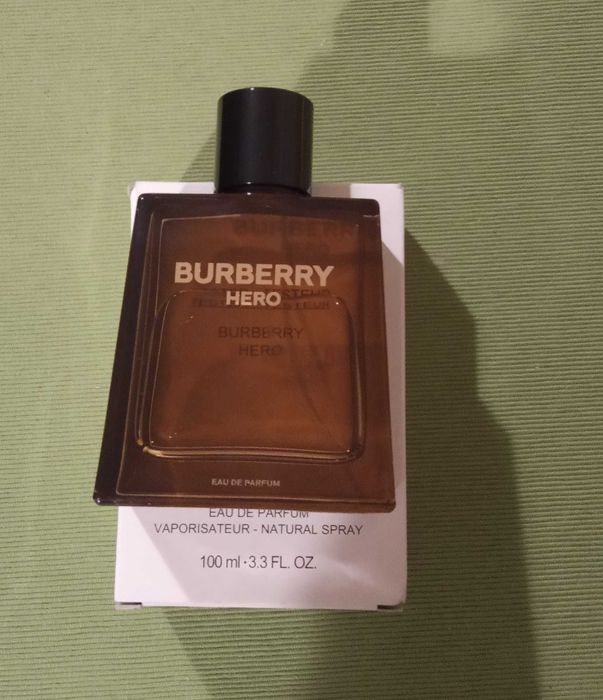 BURBERRY
HERO
BURBERRY
HERO
EAU DE PARFUM
EAU DE PARFUM
VAPORISATEUR - NATURAL SPRAY
100 ml · 3.3 FL. OZ.